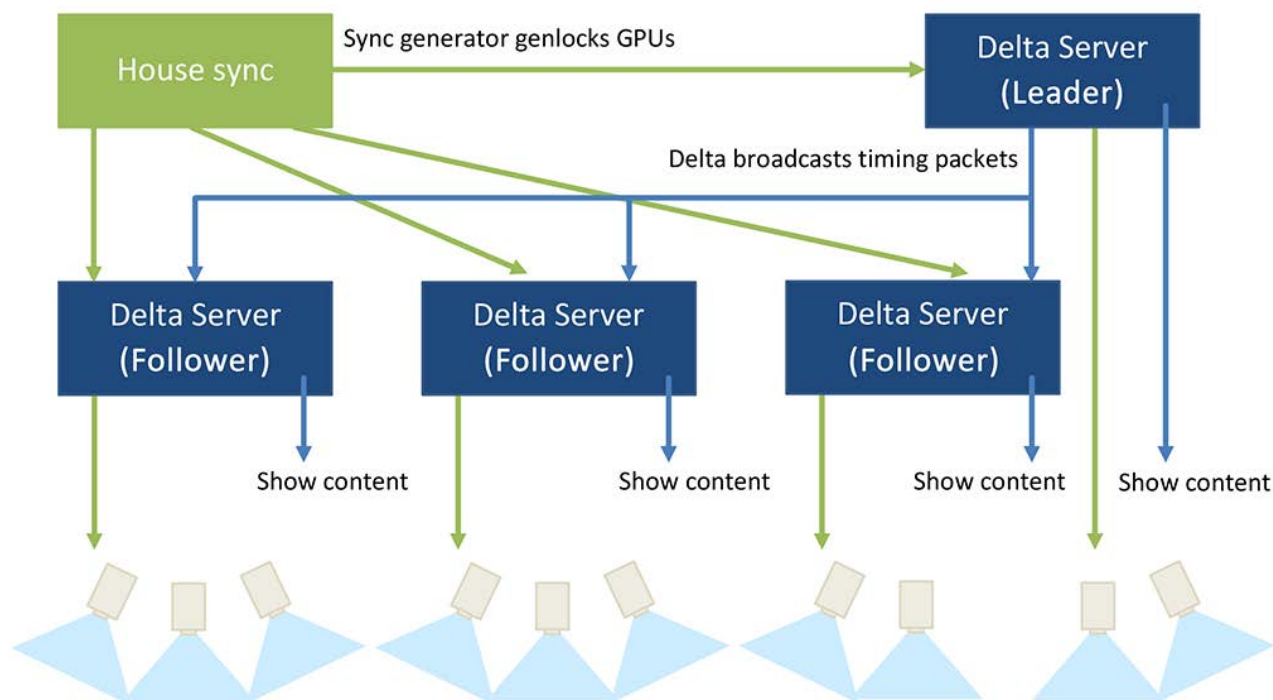 Sync generator genlocks GPUs
House sync
Delta Server
(Leader)
Delta broadcasts timing packets
Delta Server
(Follower)
Delta Server
(Follower)
Delta Server
(Follower)
Show content
Show content
Show content
Show content